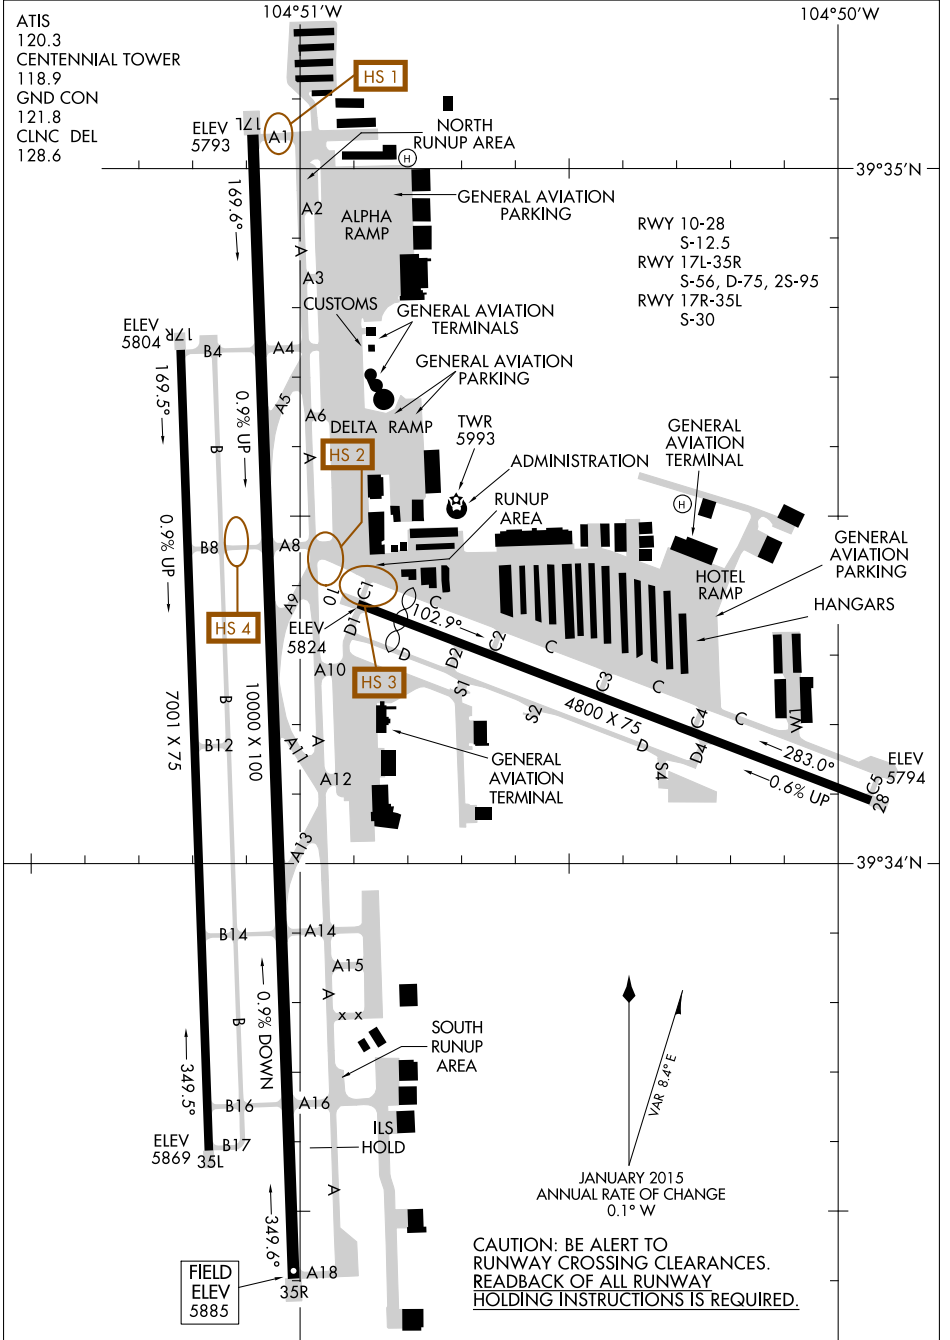 104°51'W
104°50'W
ATIS
120.3
CENTENNIAL TOWER
118.9
GND CON
121.8
CLNC DEL
128.6
HS 1
ELEV
5793
17L
A1
NORTH
RUNUP AREA
H
39°35'N
169.6°
A2
ALPHA
RAMP
GENERAL AVIATION
PARKING
RWY 10-28
S-12.5
RWY 17L-35R
S-56, D-75, 2S-95
RWY 17R-35L
S-30
A
A3
CUSTOMS
GENERAL AVIATION
TERMINALS
ELEV
5804
17R
B4
A4
GENERAL AVIATION
PARKING
169.5°
0.9% UP
A5
A6
DELTA RAMP
TWR
5993
GENERAL
AVIATION
TERMINAL
B
A
HS 2
ADMINISTRATION
RUNUP
AREA
H
0.9% UP
B8
A8
GENERAL
AVIATION
PARKING
HOTEL
RAMP
HANGARS
HS 4
A9
10
C1
C
ELEV
5824
D1
102.9°
C2
C
D
D2
A10
HS 3
S1
C3
C
7001 X 75
B
10000 X 100
S2
4800 X 75
C4
C
W1
B12
A11
A
D
D4
283.0°
ELEV
5794
GENERAL
AVIATION
TERMINAL
A12
S4
0.6% UP
C5
28
A13
39°34'N
B14
A14
A15
0.9% DOWN
A
B
X X
SOUTH
RUNUP
AREA
349.5°
VAR 8.4° E
B16
A16
ELEV
5869
35L
B17
ILS
HOLD
A
JANUARY 2015
ANNUAL RATE OF CHANGE
0.1° W
349.6°
CAUTION: BE ALERT TO
RUNWAY CROSSING CLEARANCES.
READBACK OF ALL RUNWAY
HOLDING INSTRUCTIONS IS REQUIRED.
FIELD
ELEV
5885
A18
35R